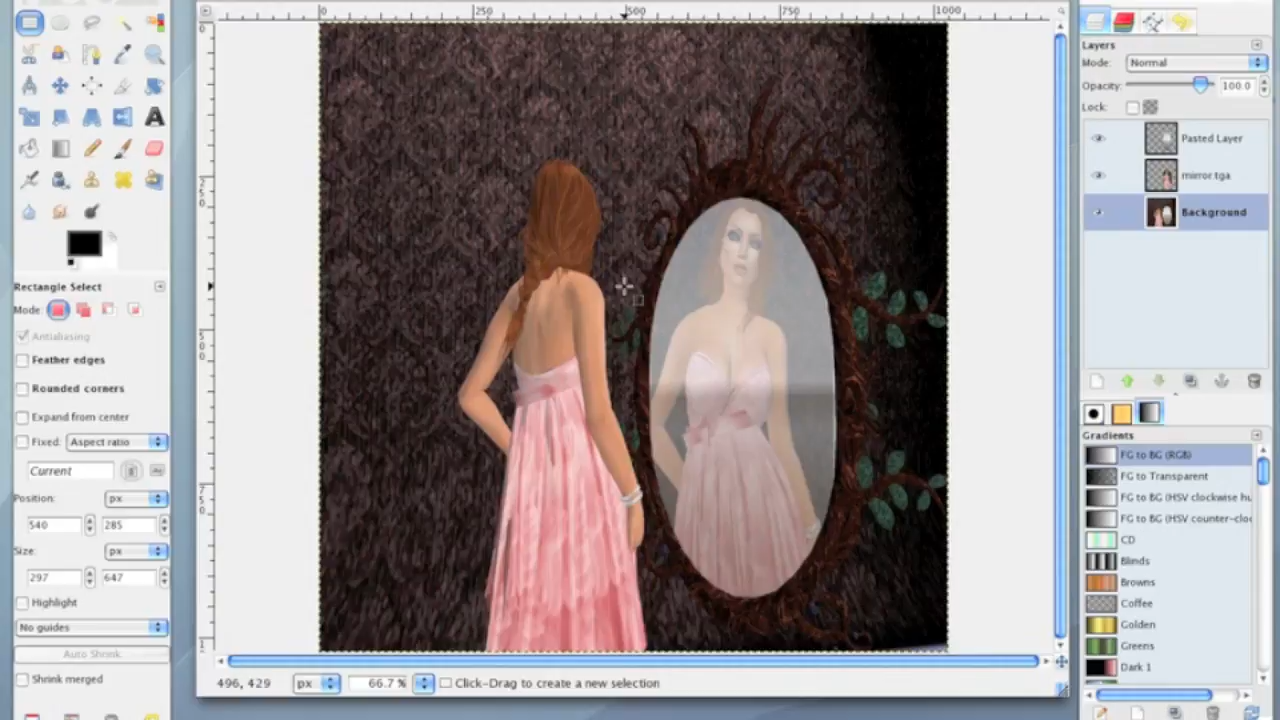 0
250
500
750
1000
Rectangle Select
Mode:
Antialiasing
Feather edges
Rounded corners
Expand from center
Fixed: Aspect ratio
Current
Position: px
540 285
Size: px
297 647
Highlight
No guides
Auto Shrink
Shrink merged
496, 429 px 66.7 % Click-Drag to create a new selection
Layers
Mode: Normal
Opacity: 100.0
Lock:
Pasted Layer
mirror.tga
Background
Gradients
FG to BG (RGB)
FG to Transparent
FG to BG (HSV clockwise hu
FG to BG (HSV counter-cloc
CD
Blinds
Browns
Coffee
Golden
Greens
Dark 1